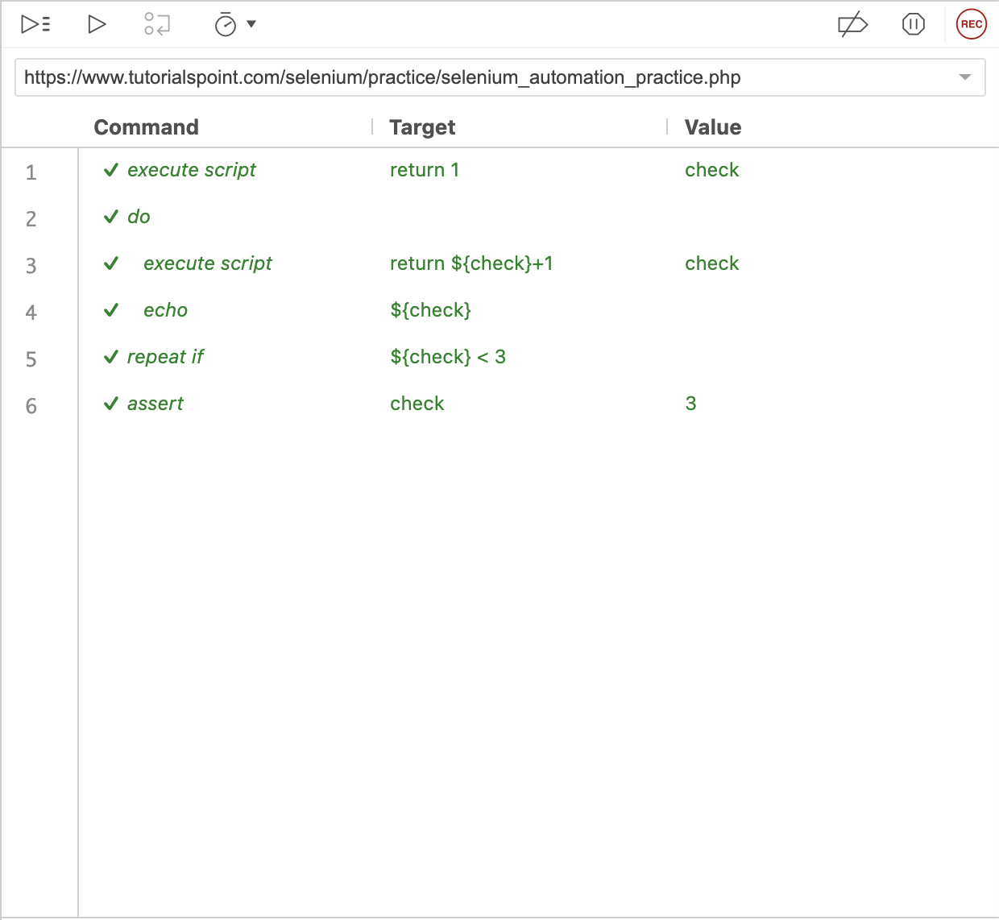 REC
https://www.tutorialspoint.com/selenium/practice/selenium_automation_practice.php
Command Target Value
1 execute script return 1 check
2 do
3 execute script return ${check}+1 check
4 echo ${check}
5 repeat if ${check} < 3
6 assert check 3